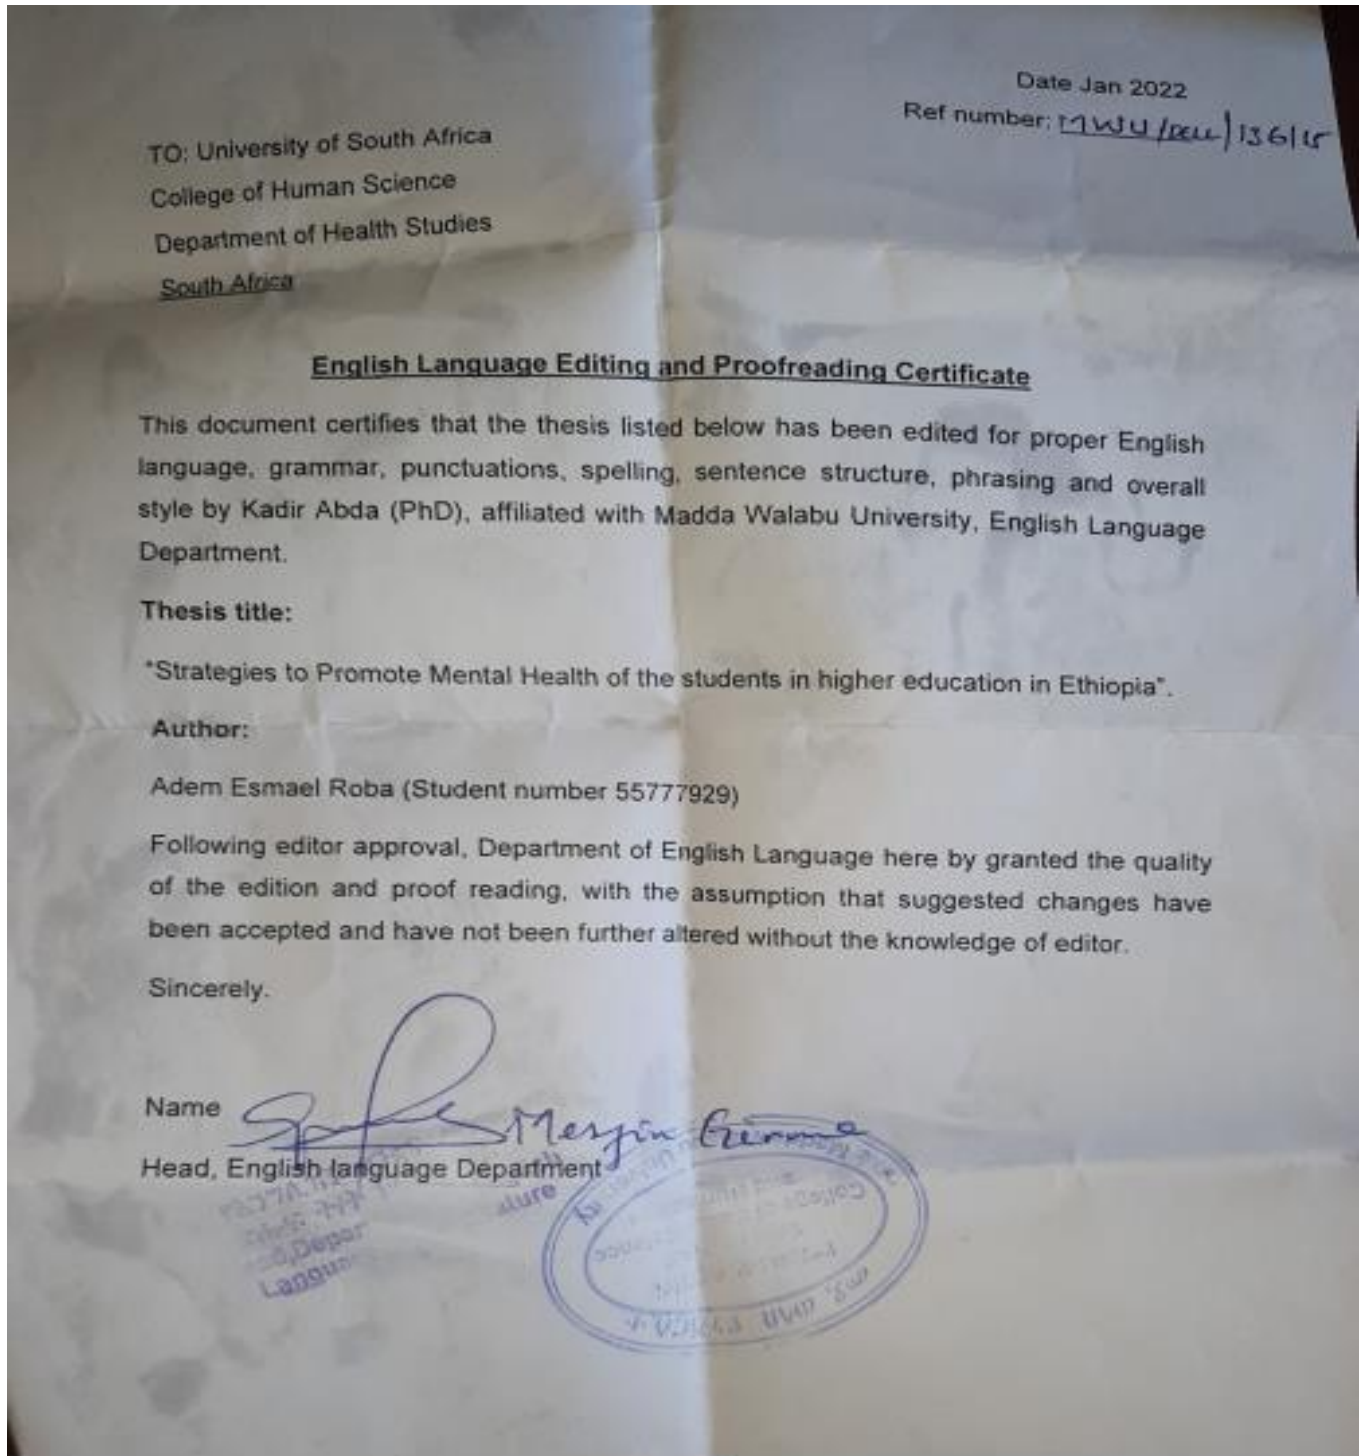 Date Jan 2022
Ref number: MWU/DELL/136/15
TO: University of South Africa
College of Human Science
Department of Health Studies
South Africa
English Language Editing and Proofreading Certificate
This document certifies that the thesis listed below has been edited for proper English
language, grammar, punctuations, spelling, sentence structure, phrasing and overall
style by Kadir Abda (PhD), affiliated with Madda Walabu University, English Language
Department.
Thesis title:
"Strategies to Promote Mental Health of the students in higher education in Ethiopia".
Author:
Adem Esmael Roba (Student number 55777929)
Following editor approval, Department of English Language here by granted the quality
of the edition and proof reading, with the assumption that suggested changes have
been accepted and have not been further altered without the knowledge of editor.
Sincerely.
Name Mesfin Girma
Head, English language Department
College of